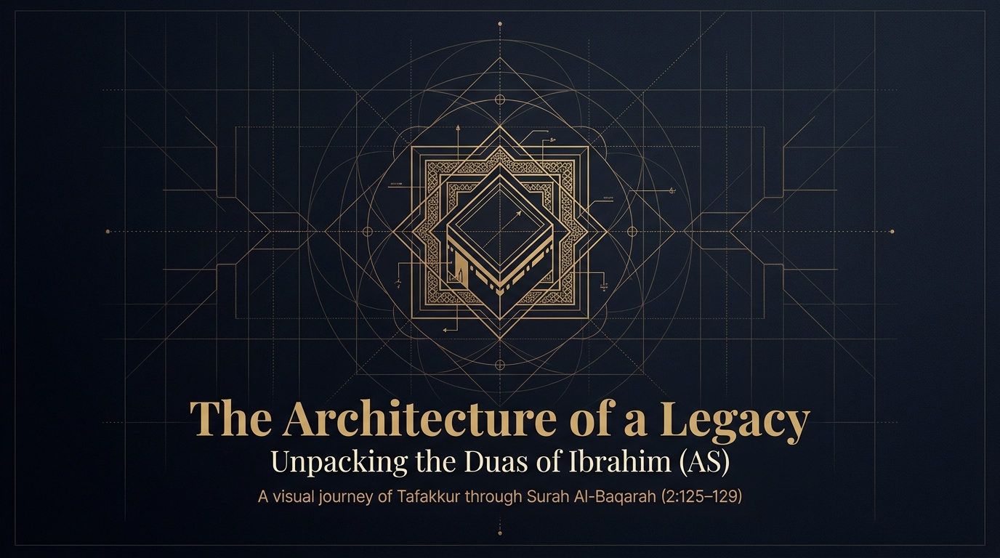 The Architecture of a Legacy
Unpacking the Duas of Ibrahim (AS)
A visual journey of Tafakkur through Surah Al-Baqarah (2:125–129)